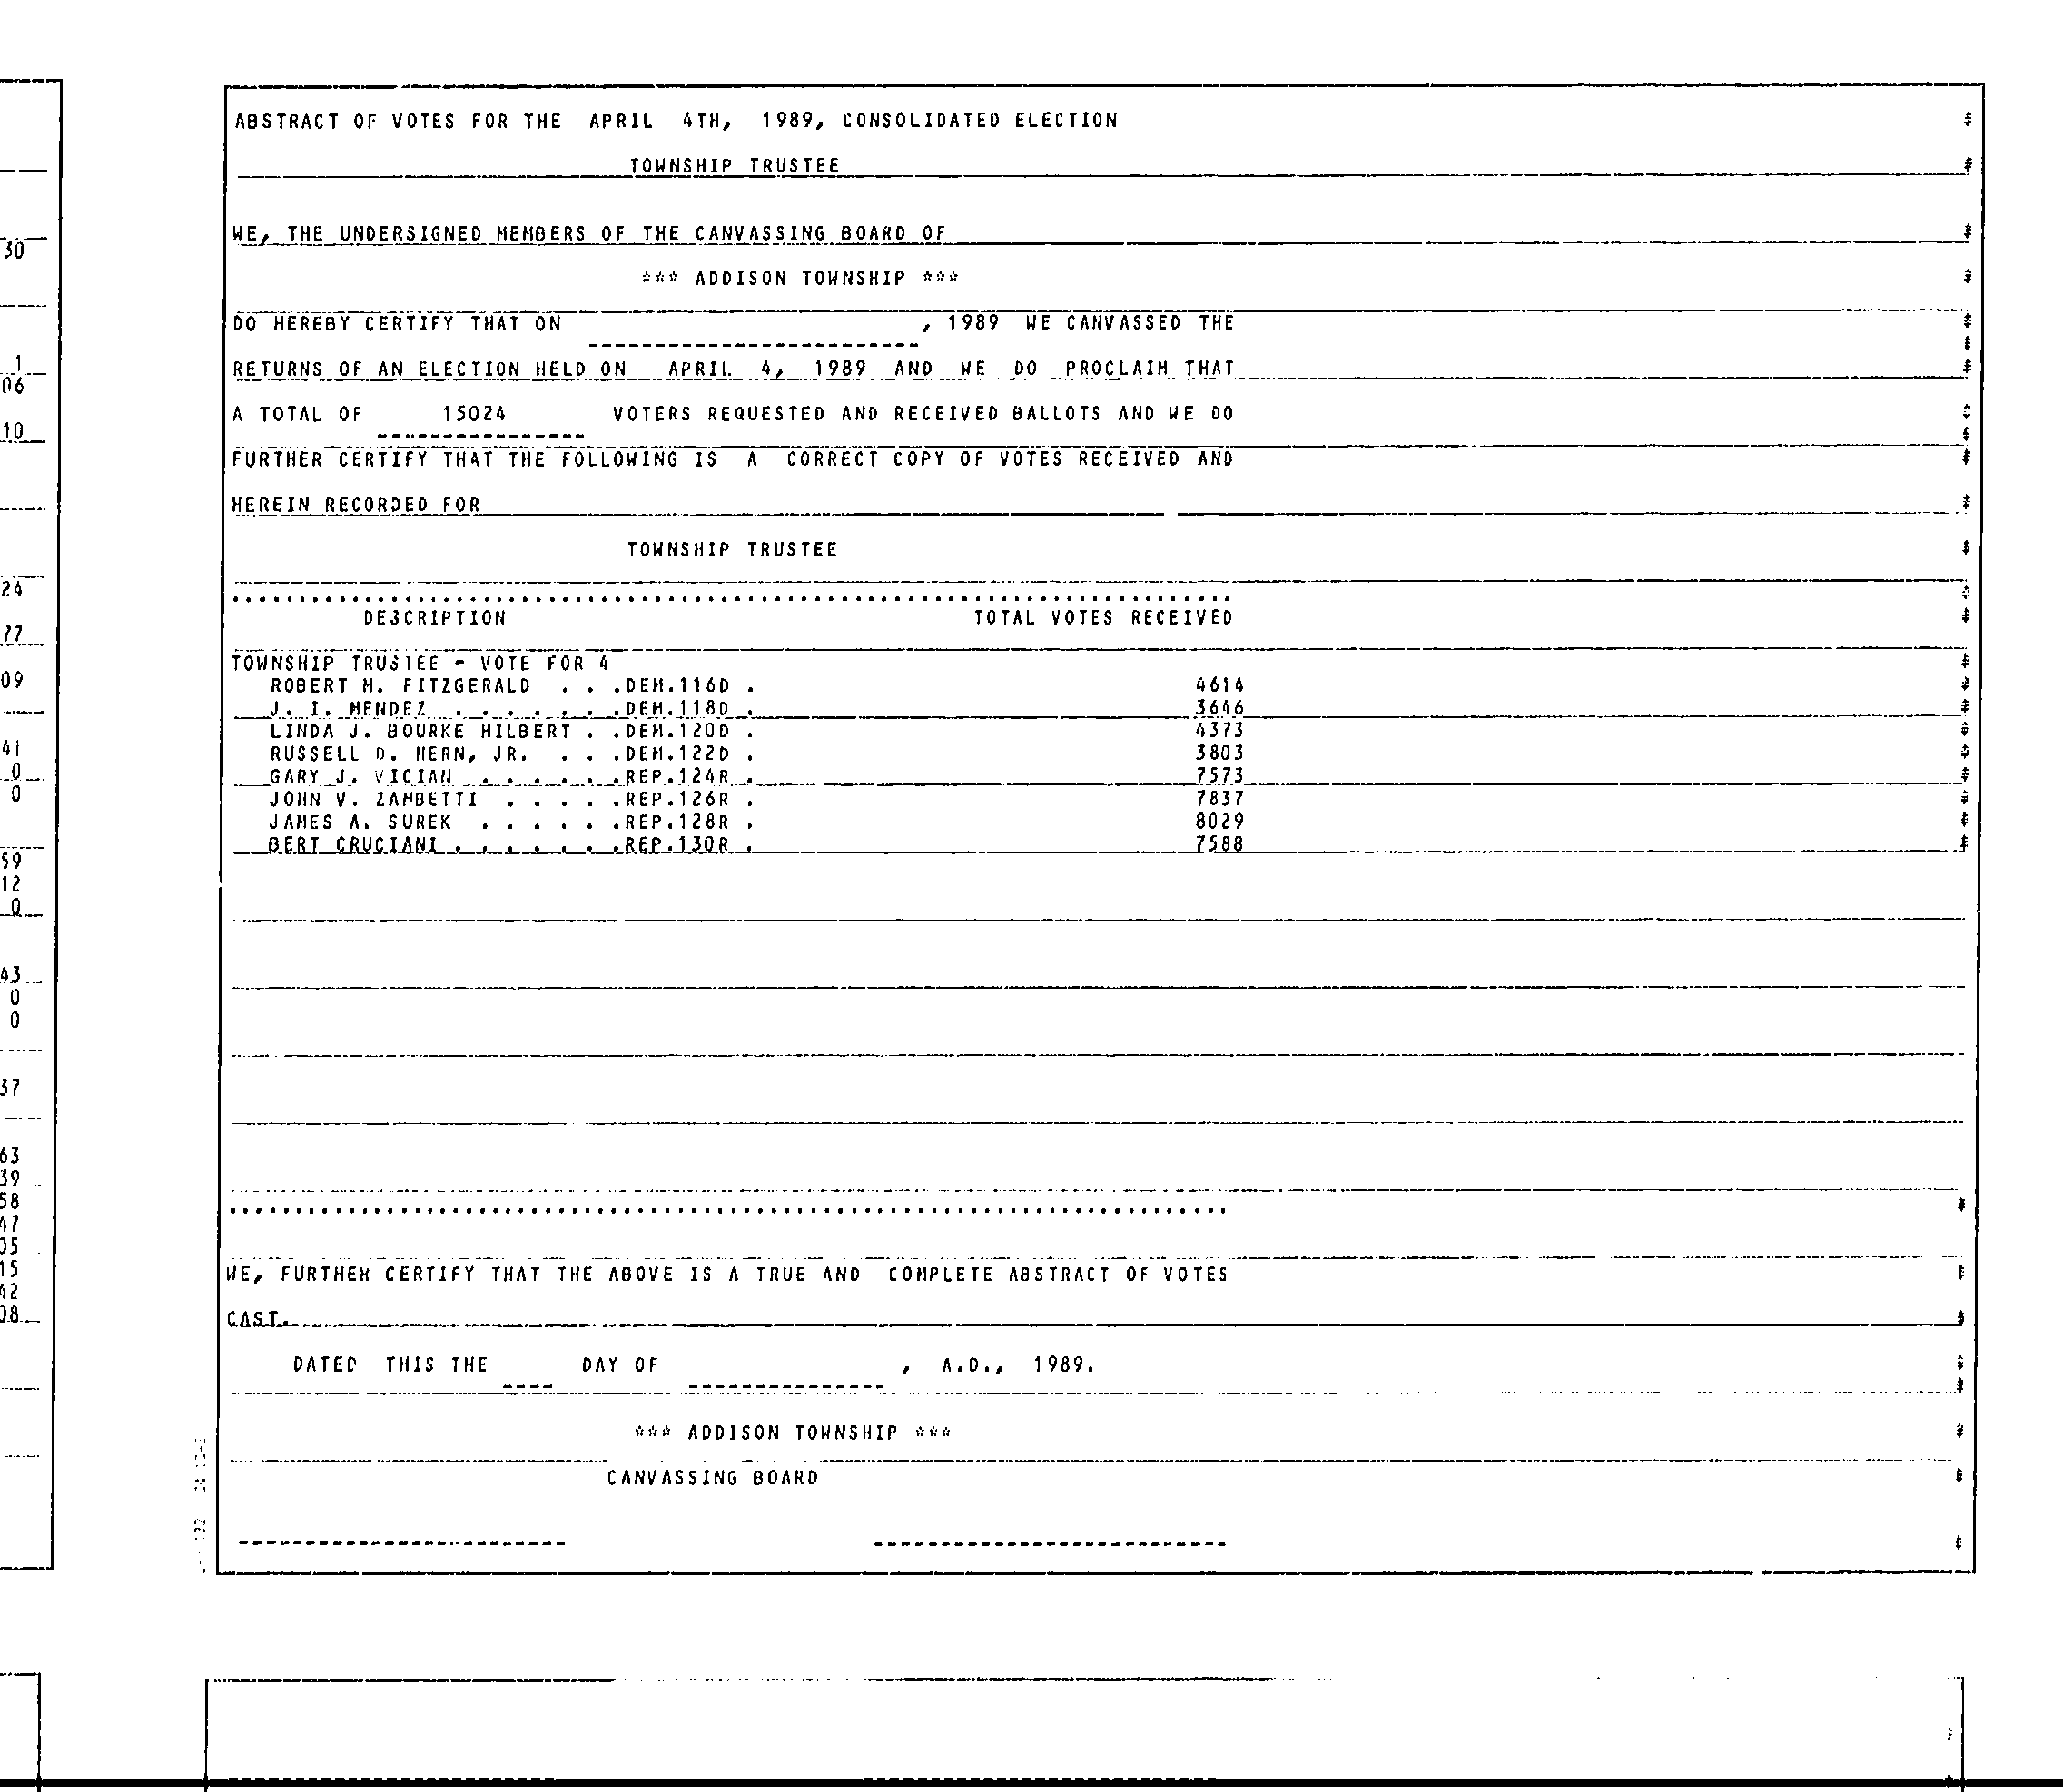 ABSTRACT OF VOTES FOR THE APRIL 4TH, 1989, CONSOLIDATED ELECTION
TOWNSHIP TRUSTEE
WE, THE UNDERSIGNED MEMBERS OF THE CANVASSING BOARD OF
*** ADDISON TOWNSHIP ***
DO HEREBY CERTIFY THAT ON , 1989 WE CANVASSED THE
RETURNS OF AN ELECTION HELD ON APRIL 4, 1989 AND WE DO PROCLAIM THAT
A TOTAL OF 15024 VOTERS REQUESTED AND RECEIVED BALLOTS AND WE DO
FURTHER CERTIFY THAT THE FOLLOWING IS A CORRECT COPY OF VOTES RECEIVED AND
HEREIN RECORDED FOR
TOWNSHIP TRUSTEE
DESCRIPTION TOTAL VOTES RECEIVED
TOWNSHIP TRUSTEE - VOTE FOR 4
ROBERT M. FITZGERALD . . .DEM.116D . 4614
J. I. MENDEZ . . . . . . .DEM.118D . 3646
LINDA J. BOURKE HILBERT . .DEM.120D . 4373
RUSSELL D. HERN, JR. . . .DEM.122D . 3803
GARY J. VICIAN . . . . . .REP.124R . 7573
JOHN V. ZAMBETTI . . . . .REP.126R . 7837
JAMES A. SUREK . . . . . .REP.128R . 8029
BERT CRUCIANI . . . . . . .REP.130R . 7588
WE, FURTHER CERTIFY THAT THE ABOVE IS A TRUE AND COMPLETE ABSTRACT OF VOTES
CAST.
DATED THIS THE DAY OF , A.D., 1989.
*** ADDISON TOWNSHIP ***
CANVASSING BOARD
30
1
06
10
24
77
09
41
0
0
59
12
0
43
0
0
37
63
39
58
47
05
15
42
08